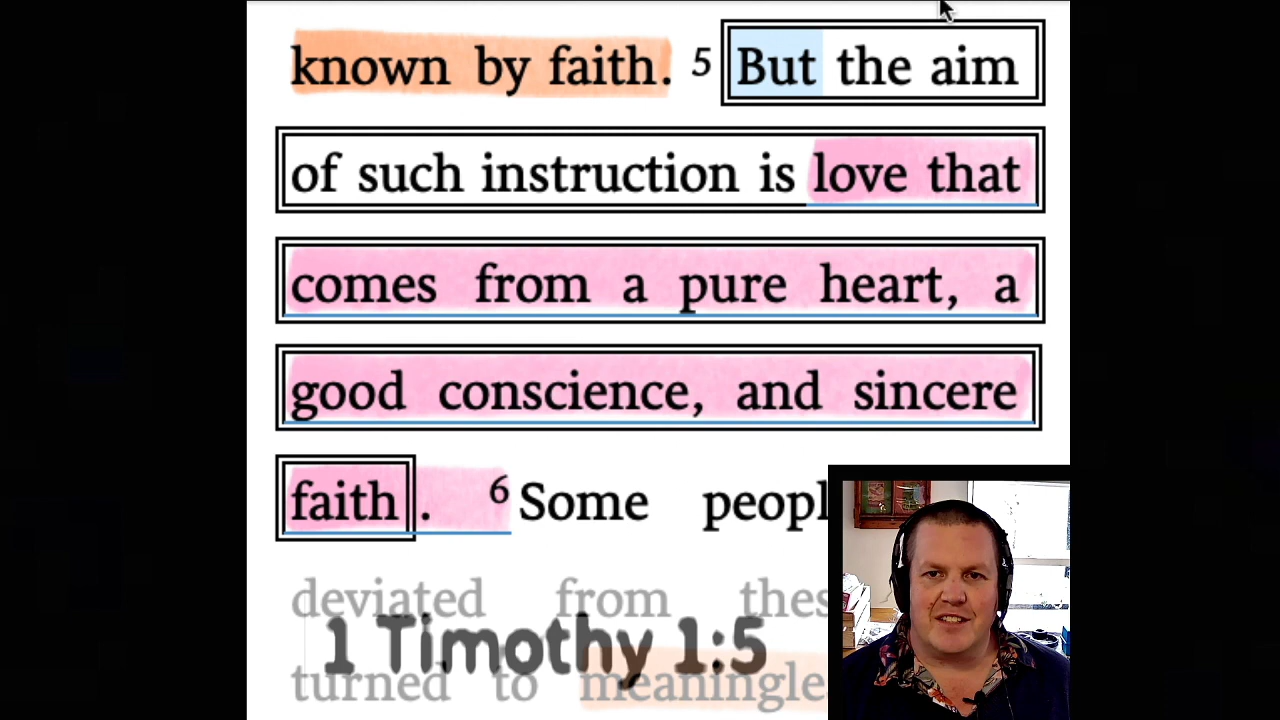 known by faith. 5 But the aim
of such instruction is love that
comes from a pure heart, a
good conscience, and sincere
faith. 6 Some peopl
deviated from thes
1 Timothy 1:5
turned to meaningle